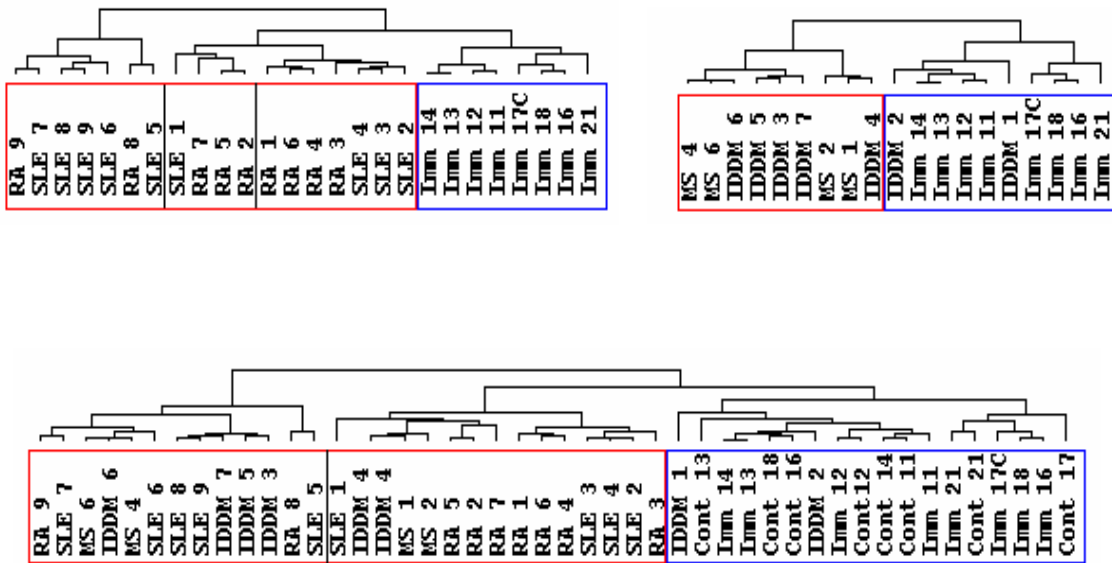 RA 9
SLE 7
SLE 8
SLE 9
SLE 6
RA 8
SLE 5
SLE 1
RA 7
RA 5
RA 2
RA 1
RA 6
RA 4
RA 3
SLE 4
SLE 3
SLE 2
Imm 14
Imm 13
Imm 12
Imm 11
Imm 17C
Imm 18
Imm 16
Imm 21
MS 4
MS 6
IDDM 6
IDDM 5
IDDM 3
IDDM 7
MS 2
MS 1
IDDM 4
IDDM 2
Imm 14
Imm 13
Imm 12
Imm 11
IDDM 1
Imm 17C
Imm 18
Imm 16
Imm 21
RA 9
SLE 7
MS 6
IDDM 6
MS 4
SLE 6
SLE 8
SLE 9
IDDM 7
IDDM 5
IDDM 3
RA 8
SLE 5
SLE 1
IDDM 4
IDDM 4
MS 1
MS 2
RA 5
RA 2
RA 7
RA 1
RA 6
RA 4
SLE 3
SLE 4
SLE 2
RA 3
IDDM 1
Cont 13
Imm 14
Imm 13
Cont 18
Cont 16
IDDM 2
Imm 12
Cont12
Cont 14
Cont 11
Imm 11
Imm 21
Cont 21
Imm 17C
Imm 18
Imm 16
Cont 17